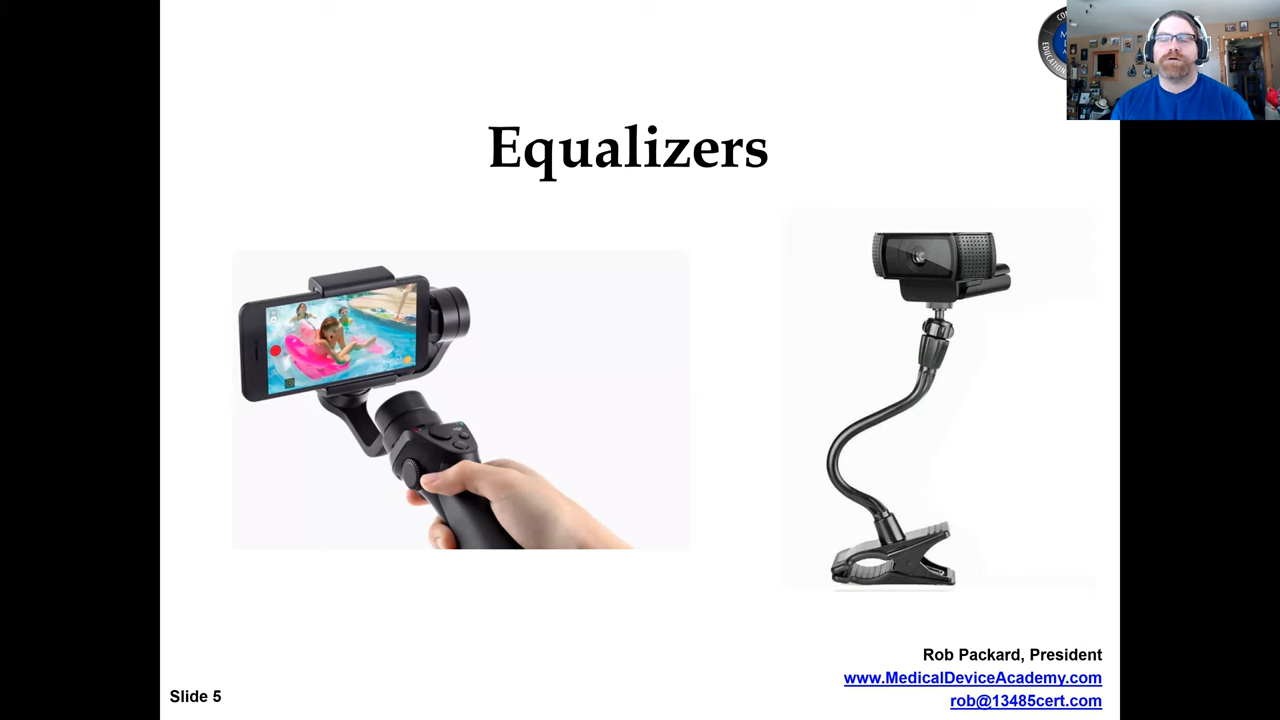 Equalizers
Rob Packard, President
www.MedicalDeviceAcademy.com
Slide 5
rob@13485cert.com